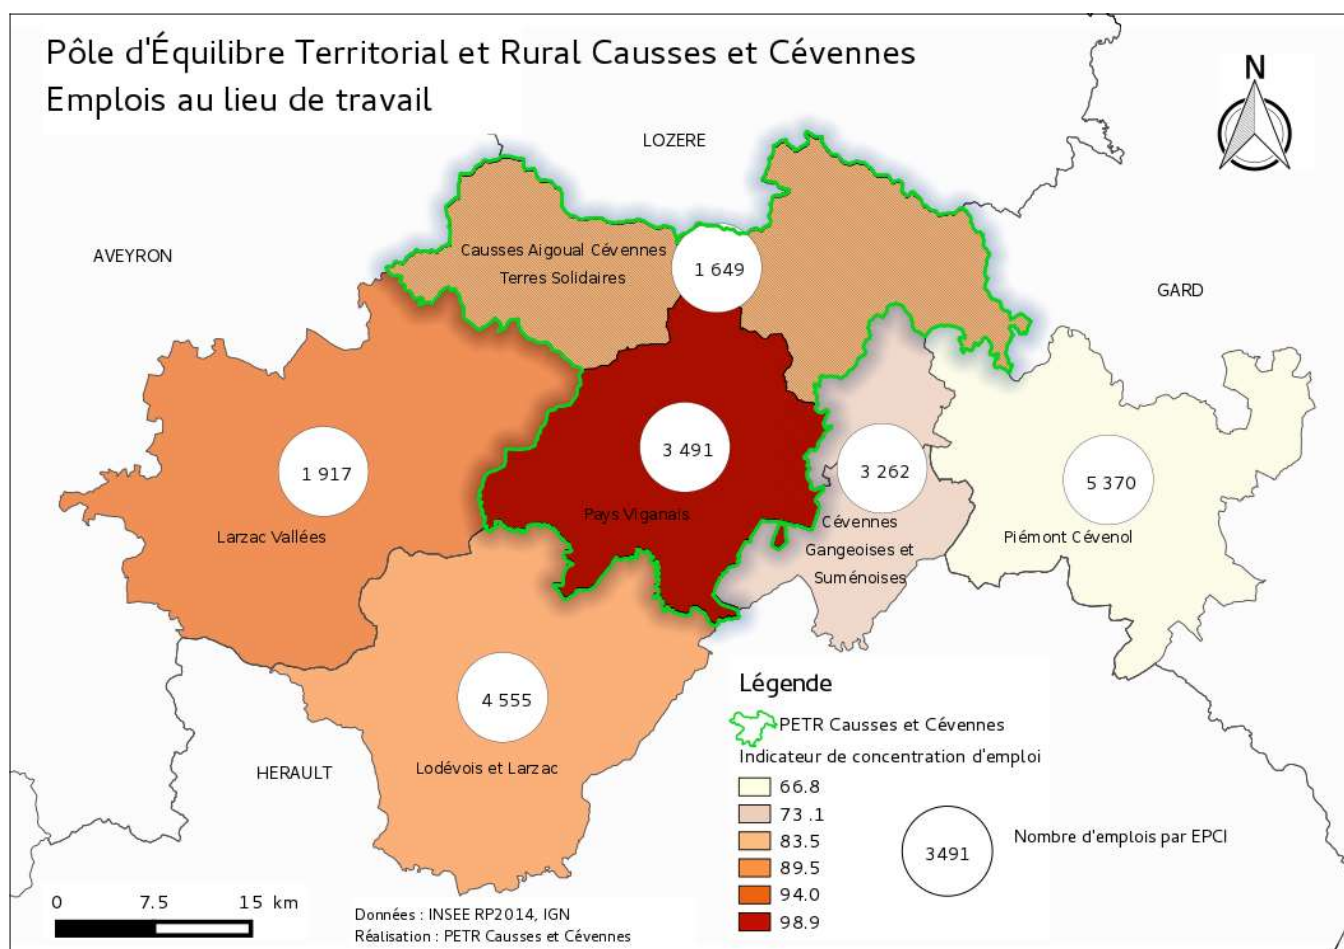 Pôle d'Équilibre Territorial et Rural Causses et Cévennes
Emplois au lieu de travail
N
LOZERE
AVEYRON
Causses Aigoual Cévennes
Terres Solidaires
1 649
GARD
1 917
3 491
3 262
5 370
Larzac Vallées
Pays Viganais
Cévennes
Gangeoises et
Suménoises
Piémont Cévenol
4 555
Lodévois et Larzac
HERAULT
Légende
PETR Causses et Cévennes
Indicateur de concentration d'emploi
66.8
73 .1
83.5
89.5
94.0
98.9
3491
Nombre d'emplois par EPCI
0 7.5 15 km
Données : INSEE RP2014, IGN
Réalisation : PETR Causses et Cévennes